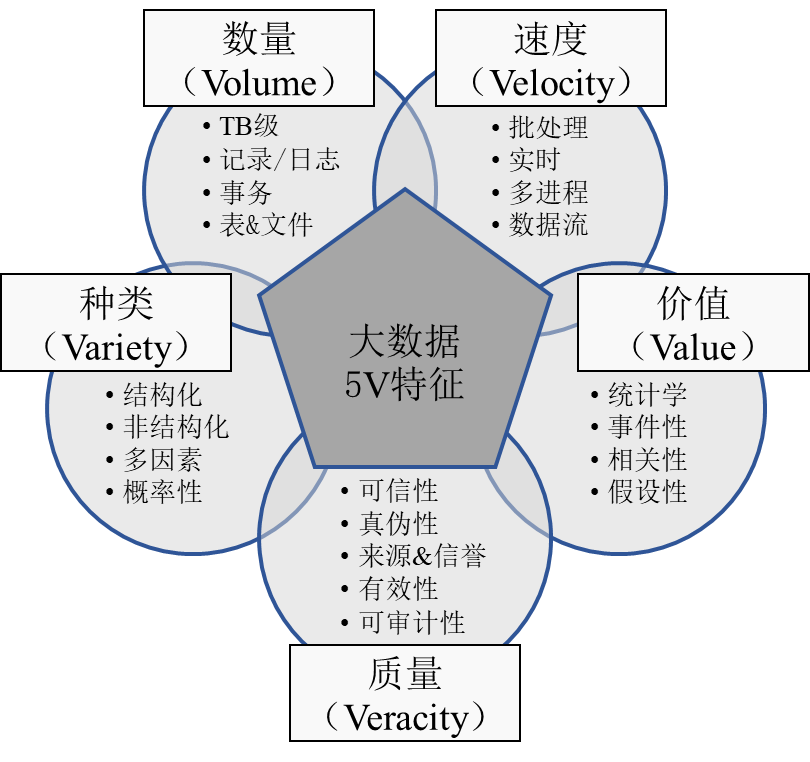 数量
（Volume）
• TB级
• 记录/日志
• 事务
• 表&文件
速度
（Velocity）
• 批处理
• 实时
• 多进程
• 数据流
种类
（Variety）
• 结构化
• 非结构化
• 多因素
• 概率性
大数据
5V特征
价值
（Value）
• 统计学
• 事件性
• 相关性
• 假设性
• 可信性
• 真伪性
• 来源&信誉
• 有效性
• 可审计性
质量
（Veracity）